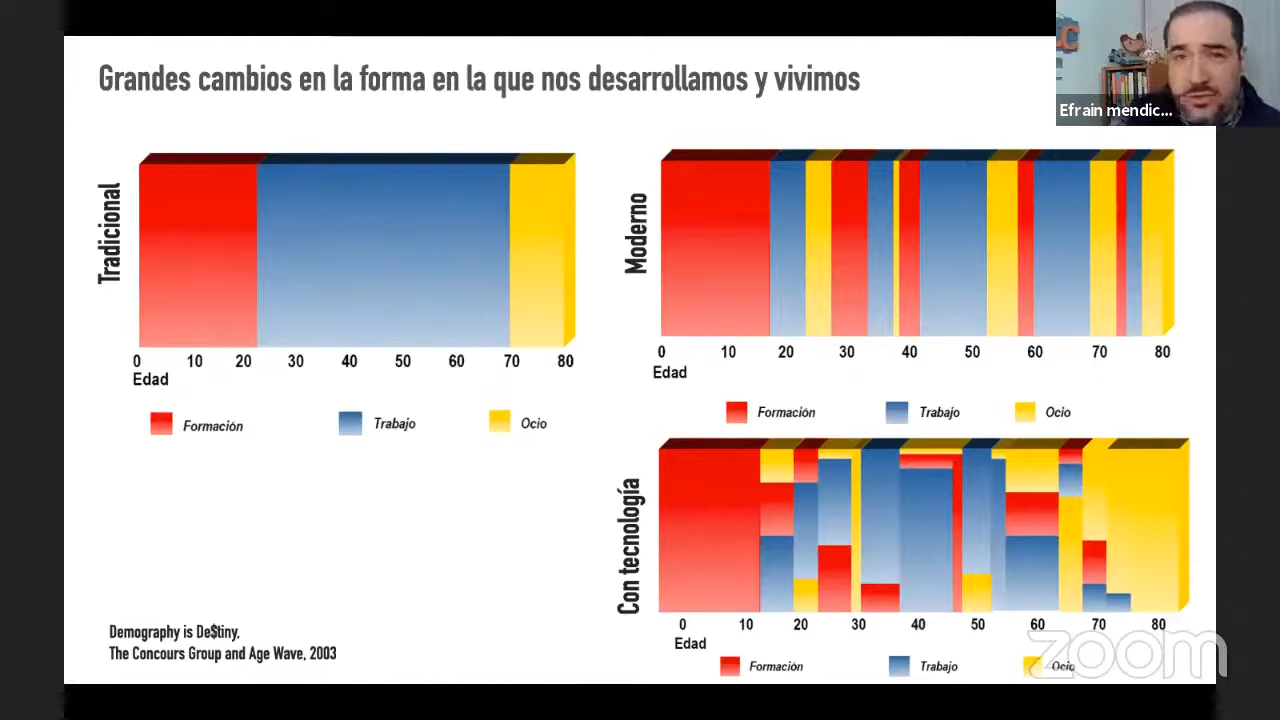 Grandes cambios en la forma en la que nos desarrollamos y vivimos
Efrain mendic...
Tradicional
0 10 20 30 40 50 60 70 80
Edad
Formación Trabajo Ocio
Moderno
0 10 20 30 40 50 60 70 80
Edad
Formación Trabajo Ocio
Con tecnología
0 10 20 30 40 50 60 70 80
Edad
Formación Trabajo Ocio
Demography is De$tiny,
The Concours Group and Age Wave, 2003
zoom